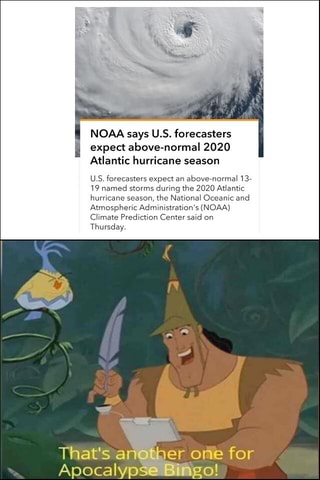 NOAA says U.S. forecasters
expect above-normal 2020
Atlantic hurricane season
U.S. forecasters expect an above-normal 13-
19 named storms during the 2020 Atlantic
hurricane season, the National Oceanic and
Atmospheric Administration's (NOAA)
Climate Prediction Center said on
Thursday.
That's another one for
Apocalypse Bingo!